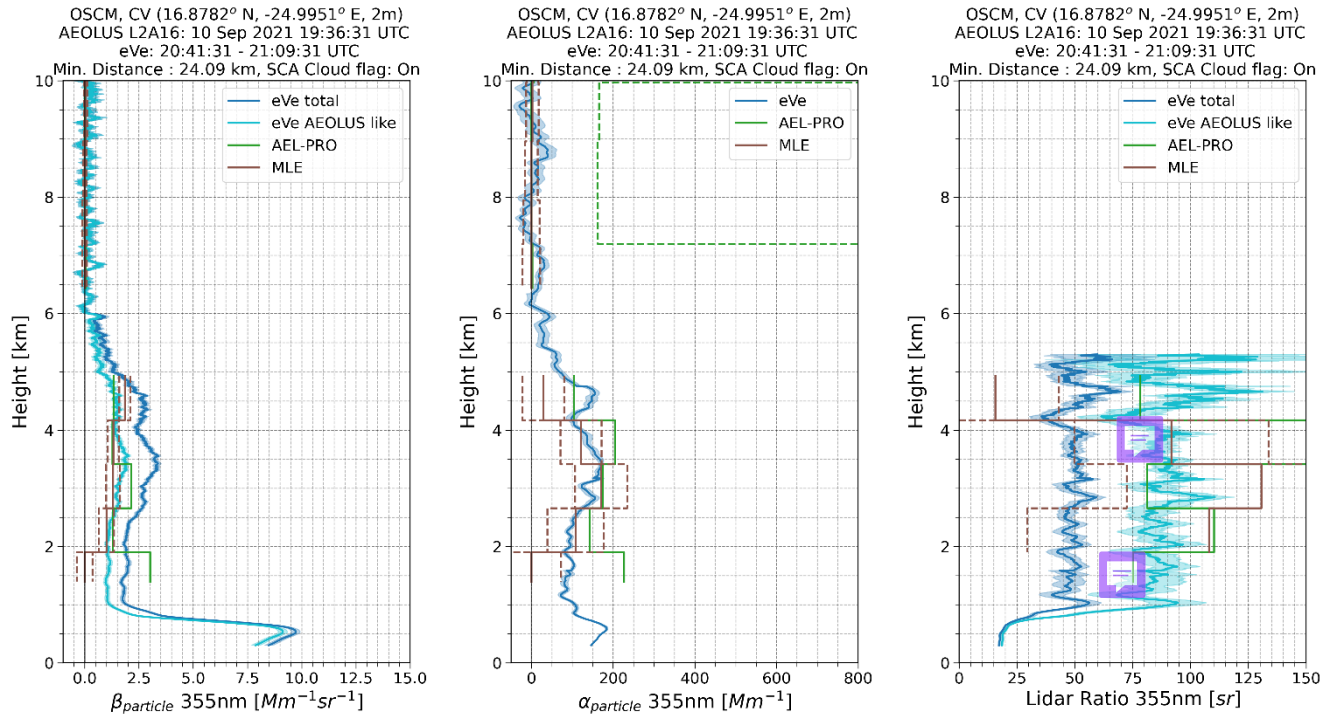 OSCM, CV (16.8782° N, -24.9951° E, 2m)
AEOLUS L2A16: 10 Sep 2021 19:36:31 UTC
eVe: 20:41:31 - 21:09:31 UTC
Min. Distance : 24.09 km, SCA Cloud flag: On
10
8
6
4
2
0
Height [km]
eVe total
eVe AEOLUS like
AEL-PRO
MLE
0.0 2.5 5.0 7.5 10.0 12.5 15.0
βparticle 355nm [Mm⁻¹sr⁻¹]
OSCM, CV (16.8782° N, -24.9951° E, 2m)
AEOLUS L2A16: 10 Sep 2021 19:36:31 UTC
eVe: 20:41:31 - 21:09:31 UTC
Min. Distance : 24.09 km, SCA Cloud flag: On
10
8
6
4
2
0
Height [km]
eVe
AEL-PRO
MLE
0 200 400 600 800
αparticle 355nm [Mm⁻¹]
OSCM, CV (16.8782° N, -24.9951° E, 2m)
AEOLUS L2A16: 10 Sep 2021 19:36:31 UTC
eVe: 20:41:31 - 21:09:31 UTC
Min. Distance : 24.09 km, SCA Cloud flag: On
10
8
6
4
2
0
Height [km]
eVe total
eVe AEOLUS like
AEL-PRO
MLE
0 25 50 75 100 125 150
Lidar Ratio 355nm [sr]